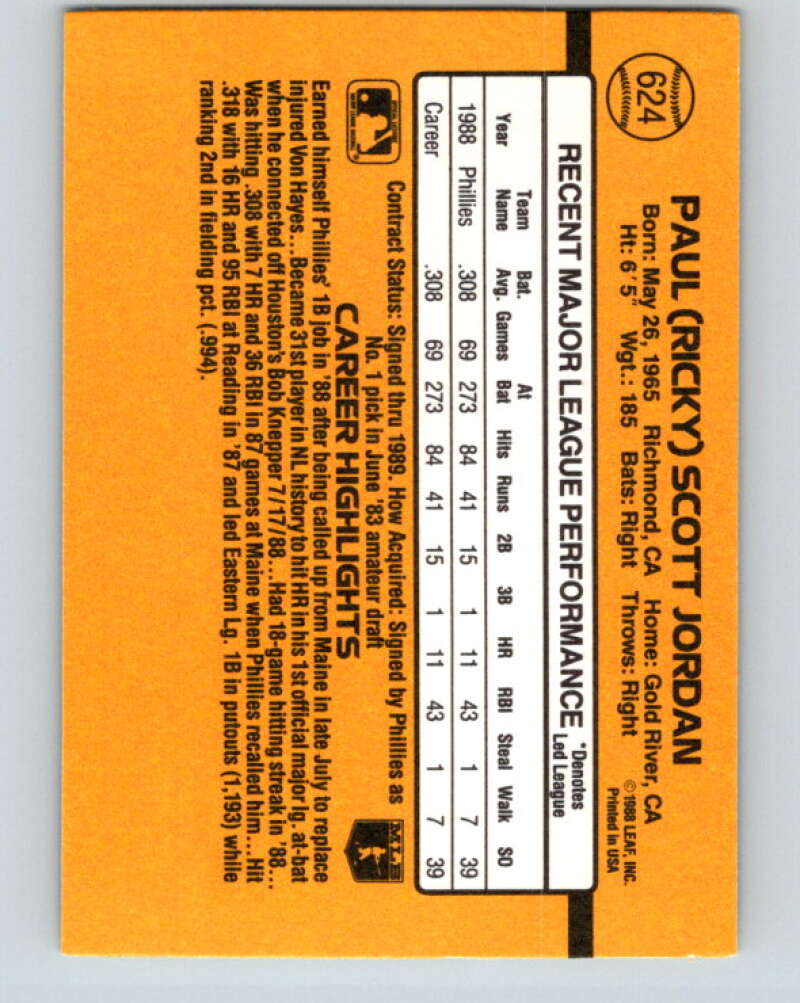 624
PAUL (RICKY) SCOTT JORDAN
Born: May 26, 1965 Richmond, CA Home: Gold River, CA
Ht: 6'5" Wgt.: 185 Bats: Right Throws: Right
© 1988 LEAF, INC.
Printed in USA
RECENT MAJOR LEAGUE PERFORMANCE
*Denotes
Led League
Year Team Name Bat. Avg. Games At Bat Hits Runs 2B 3B HR RBI Steal Walk SO
1988 Phillies .308 69 273 84 41 15 1 11 43 1 7 39
Career .308 69 273 84 41 15 1 11 43 1 7 39
Contract Status: Signed thru 1989. How Acquired: Signed by Phillies as
No. 1 pick in June '83 amateur draft
MLB
CAREER HIGHLIGHTS
Earned himself Phillies' 1B job in '88 after being called up from Maine in late July to replace
injured Von Hayes...Became 31st player in NL history to hit HR in his 1st official major lg. at-bat
when he connected off Houston's Bob Knepper 7/17/88...Had 18-game hitting streak in '88...
Was hitting .308 with 7 HR and 36 RBI in 87 games at Maine when Phillies recalled him...Hit
.318 with 16 HR and 95 RBI at Reading in '87 and led Eastern Lg. 1B in putouts (1,193) while
ranking 2nd in fielding pct. (.994).